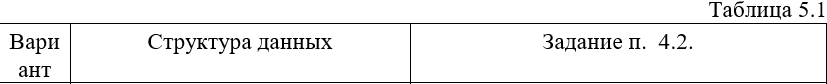 Таблица 5.1
Вари
ант
Структура данных
Задание п. 4.2.